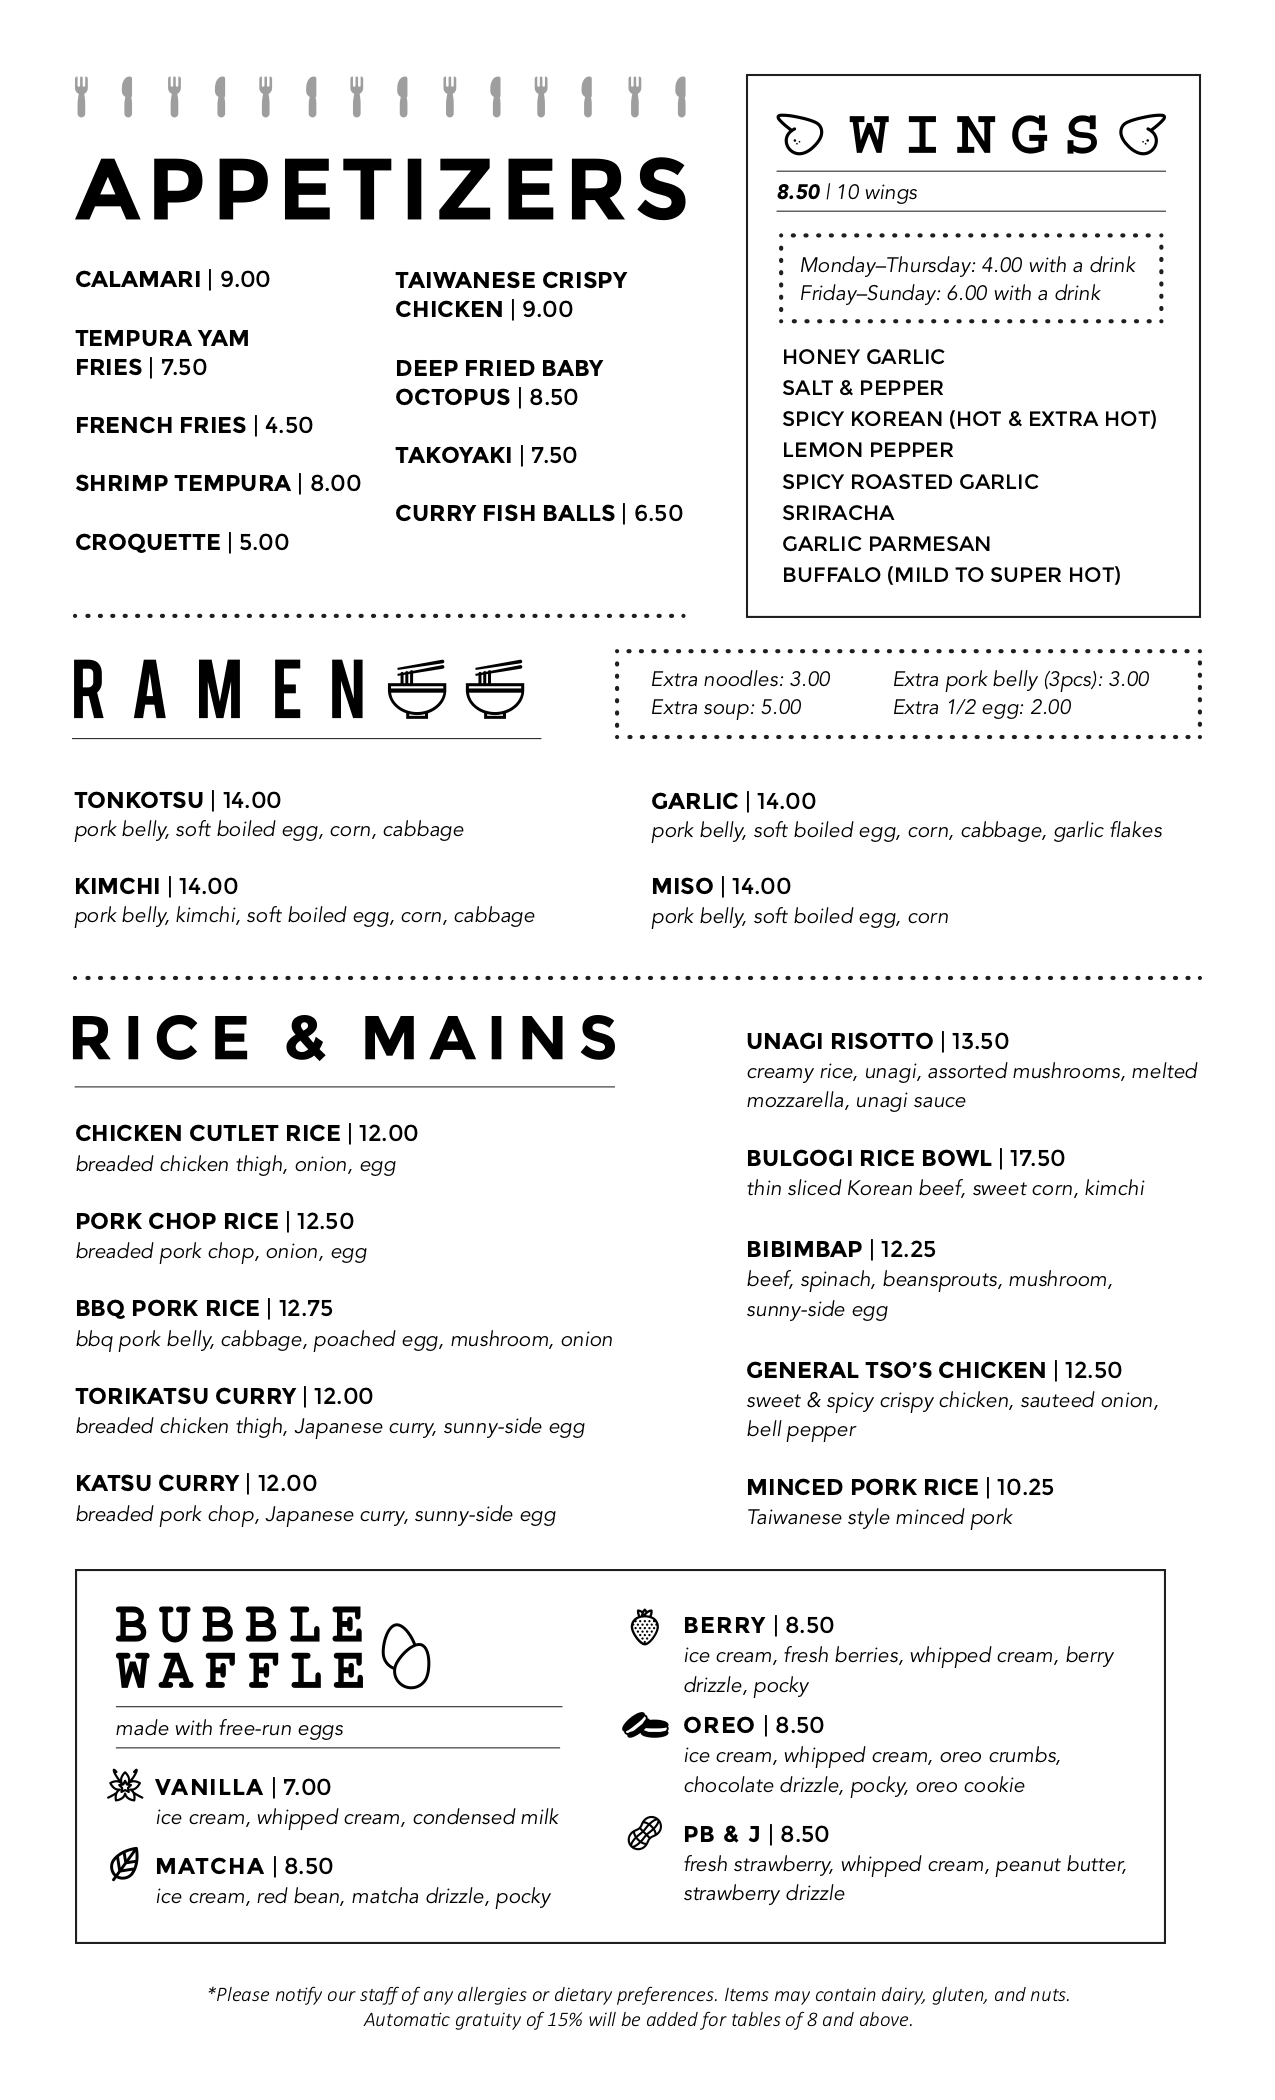 APPETIZERS
CALAMARI | 9.00
TEMPURA YAM
FRIES | 7.50
FRENCH FRIES | 4.50
SHRIMP TEMPURA | 8.00
CROQUETTE | 5.00
TAIWANESE CRISPY
CHICKEN | 9.00
DEEP FRIED BABY
OCTOPUS | 8.50
TAKOYAKI | 7.50
CURRY FISH BALLS | 6.50
WINGS
8.50 | 10 wings
Monday–Thursday: 4.00 with a drink
Friday–Sunday: 6.00 with a drink
HONEY GARLIC
SALT & PEPPER
SPICY KOREAN (HOT & EXTRA HOT)
LEMON PEPPER
SPICY ROASTED GARLIC
SRIRACHA
GARLIC PARMESAN
BUFFALO (MILD TO SUPER HOT)
RAMEN
Extra noodles: 3.00
Extra soup: 5.00
Extra pork belly (3pcs): 3.00
Extra 1/2 egg: 2.00
TONKOTSU | 14.00
pork belly, soft boiled egg, corn, cabbage
KIMCHI | 14.00
pork belly, kimchi, soft boiled egg, corn, cabbage
GARLIC | 14.00
pork belly, soft boiled egg, corn, cabbage, garlic flakes
MISO | 14.00
pork belly, soft boiled egg, corn
RICE & MAINS
CHICKEN CUTLET RICE | 12.00
breaded chicken thigh, onion, egg
PORK CHOP RICE | 12.50
breaded pork chop, onion, egg
BBQ PORK RICE | 12.75
bbq pork belly, cabbage, poached egg, mushroom, onion
TORIKATSU CURRY | 12.00
breaded chicken thigh, Japanese curry, sunny-side egg
KATSU CURRY | 12.00
breaded pork chop, Japanese curry, sunny-side egg
UNAGI RISOTTO | 13.50
creamy rice, unagi, assorted mushrooms, melted
mozzarella, unagi sauce
BULGOGI RICE BOWL | 17.50
thin sliced Korean beef, sweet corn, kimchi
BIBIMBAP | 12.25
beef, spinach, beansprouts, mushroom,
sunny-side egg
GENERAL TSO’S CHICKEN | 12.50
sweet & spicy crispy chicken, sauteed onion,
bell pepper
MINCED PORK RICE | 10.25
Taiwanese style minced pork
BUBBLE
WAFFLE
made with free-run eggs
VANILLA | 7.00
ice cream, whipped cream, condensed milk
MATCHA | 8.50
ice cream, red bean, matcha drizzle, pocky
BERRY | 8.50
ice cream, fresh berries, whipped cream, berry
drizzle, pocky
OREO | 8.50
ice cream, whipped cream, oreo crumbs,
chocolate drizzle, pocky, oreo cookie
PB & J | 8.50
fresh strawberry, whipped cream, peanut butter,
strawberry drizzle
*Please notify our staff of any allergies or dietary preferences. Items may contain dairy, gluten, and nuts.
Automatic gratuity of 15% will be added for tables of 8 and above.